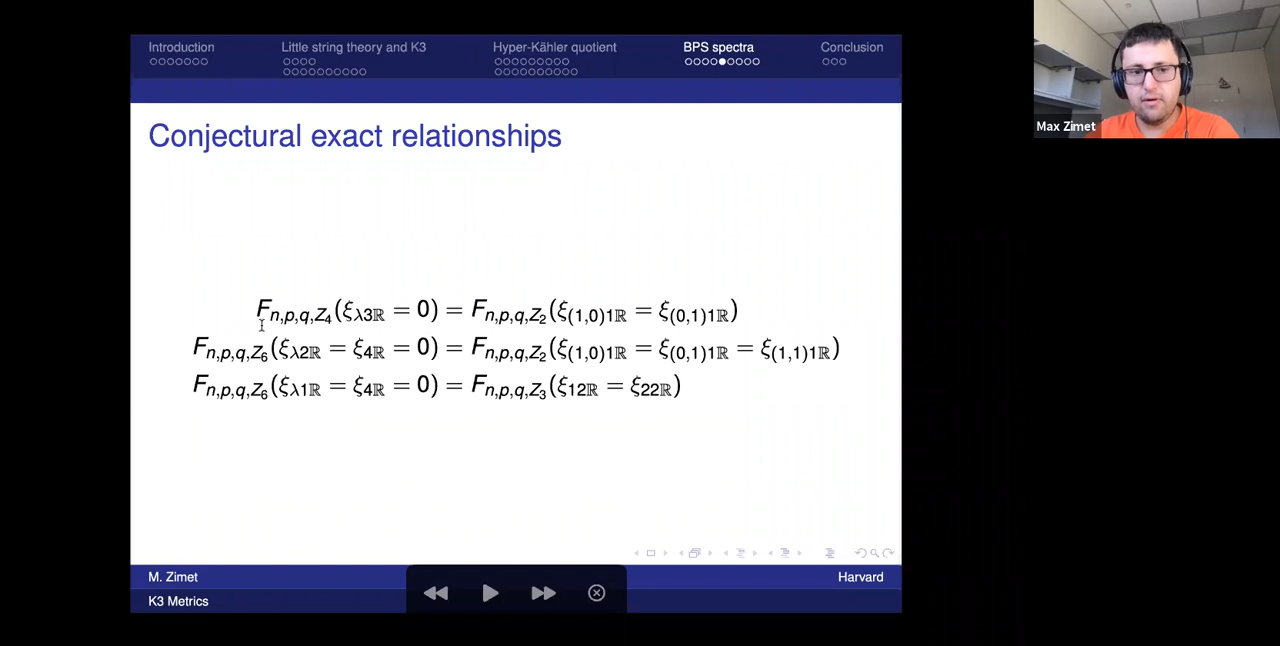 Introduction
Little string theory and K3
Hyper-Kähler quotient
BPS spectra
Conclusion
Max Zimet
Conjectural exact relationships
F_{n,p,q,Z_4}(ξ_{λ3ℝ} = 0) = F_{n,p,q,Z_2}(ξ_{(1,0)1ℝ} = ξ_{(0,1)1ℝ})
F_{n,p,q,Z_6}(ξ_{λ2ℝ} = ξ_{4ℝ} = 0) = F_{n,p,q,Z_2}(ξ_{(1,0)1ℝ} = ξ_{(0,1)1ℝ} = ξ_{(1,1)1ℝ})
F_{n,p,q,Z_6}(ξ_{λ1ℝ} = ξ_{4ℝ} = 0) = F_{n,p,q,Z_3}(ξ_{12ℝ} = ξ_{22ℝ})
M. Zimet
Harvard
K3 Metrics